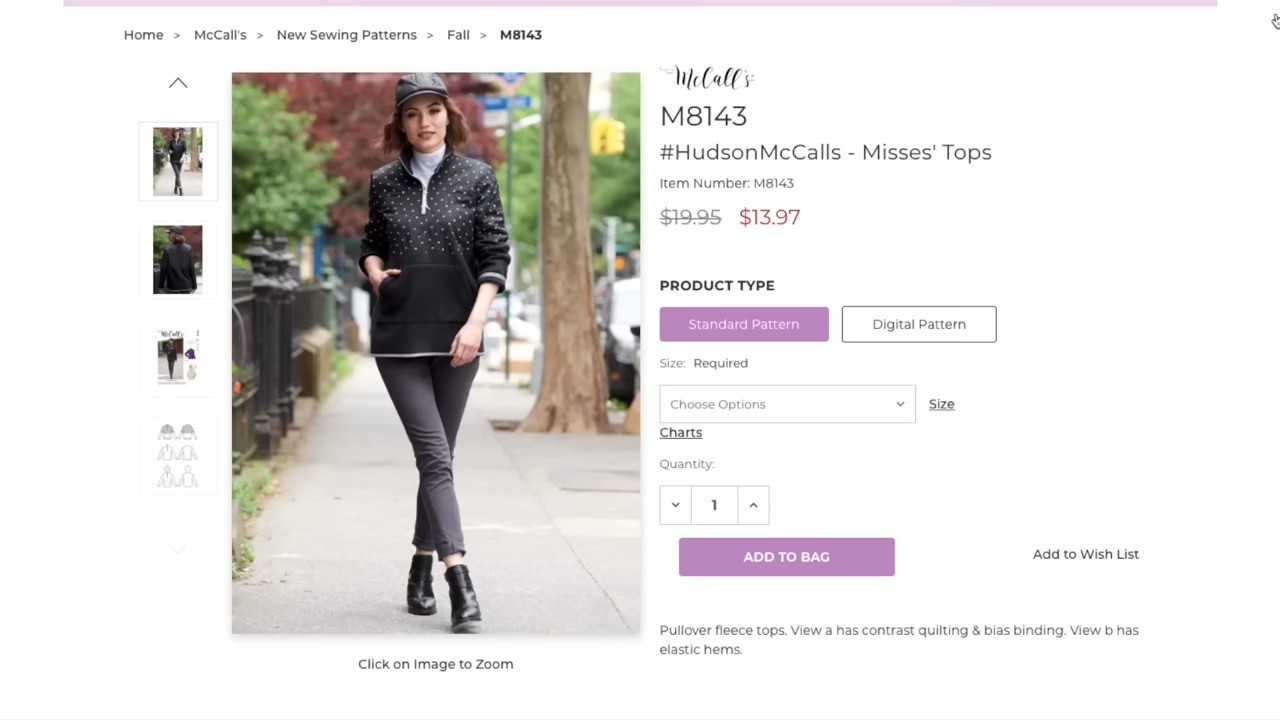 Home > McCall's > New Sewing Patterns > Fall > M8143
McCall's
M8143
#HudsonMcCalls - Misses' Tops
Item Number: M8143
$19.95 $13.97
PRODUCT TYPE
Standard Pattern Digital Pattern
Size: Required
Choose Options Size
Charts
Quantity:
1
ADD TO BAG
Add to Wish List
Pullover fleece tops. View a has contrast quilting & bias binding. View b has
elastic hems.
McCall's
Click on Image to Zoom